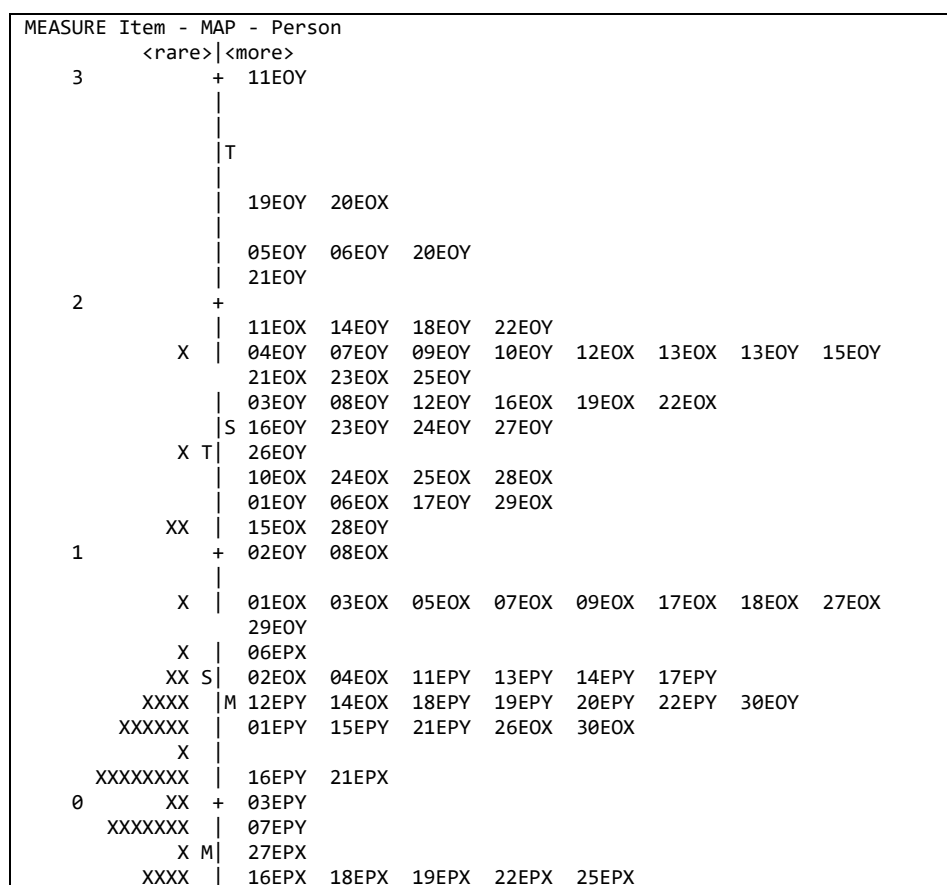 MEASURE Item - MAP - Person
<rare>|<more>
3 + 11EOY
|
|
|T
|
| 19EOY 20EOX
|
| 05EOY 06EOY 20EOY
| 21EOY
2 +
| 11EOX 14EOY 18EOY 22EOY
X | 04EOY 07EOY 09EOY 10EOY 12EOX 13EOX 13EOY 15EOY
21EOX 23EOX 25EOY
| 03EOY 08EOY 12EOY 16EOX 19EOX 22EOX
|S 16EOY 23EOY 24EOY 27EOY
X T| 26EOY
| 10EOX 24EOX 25EOX 28EOX
| 01EOY 06EOX 17EOY 29EOX
XX | 15EOX 28EOY
1 + 02EOY 08EOX
|
X | 01EOX 03EOX 05EOX 07EOX 09EOX 17EOX 18EOX 27EOX
29EOY
X | 06EPX
XX S| 02EOX 04EOX 11EPY 13EPY 14EPY 17EPY
XXXX |M 12EPY 14EOX 18EPY 19EPY 20EPY 22EPY 30EOY
XXXXXX | 01EPY 15EPY 21EPY 26EOX 30EOX
X |
XXXXXXXX | 16EPY 21EPX
0 XX + 03EPY
XXXXXXX | 07EPY
X M| 27EPX
XXXX | 16EPX 18EPX 19EPX 22EPX 25EPX